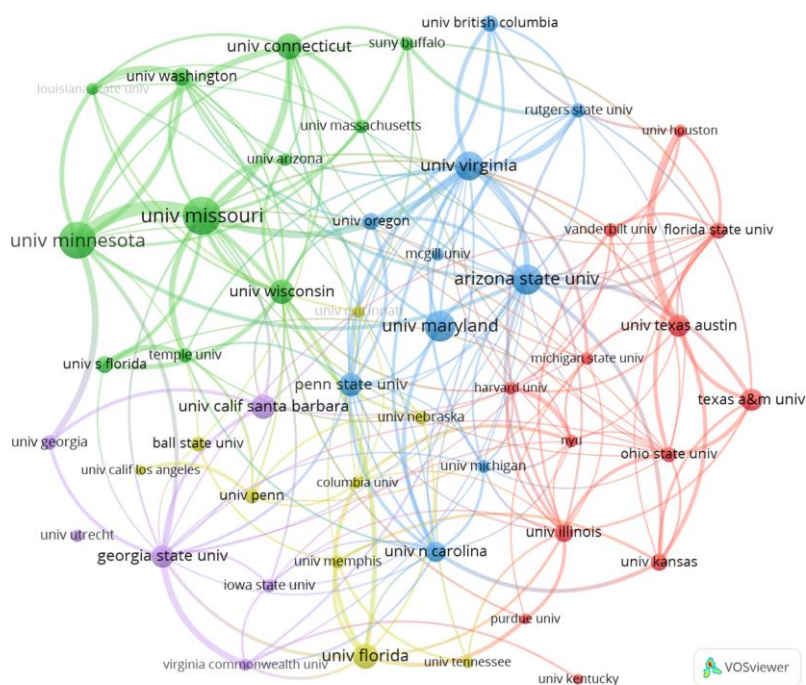 univ british columbia
univ connecticut
suny buffalo
univ washington
louisiana state univ
rutgers state univ
univ massachusetts
univ houston
univ arizona
univ virginia
univ missouri
univ oregon
vanderbilt univ
florida state univ
univ minnesota
mcgill univ
arizona state univ
univ wisconsin
univ cincinnati
univ maryland
univ texas austin
univ s florida
temple univ
michigan state univ
penn state univ
harvard univ
texas a&m univ
univ calif santa barbara
univ nebraska
univ georgia
ball state univ
nyu
ohio state univ
univ calif los angeles
univ michigan
columbia univ
univ penn
univ utrecht
univ illinois
georgia state univ
univ n carolina
univ memphis
univ kansas
iowa state univ
purdue univ
univ florida
virginia commonwealth univ
univ tennessee
univ kentucky
VOSviewer